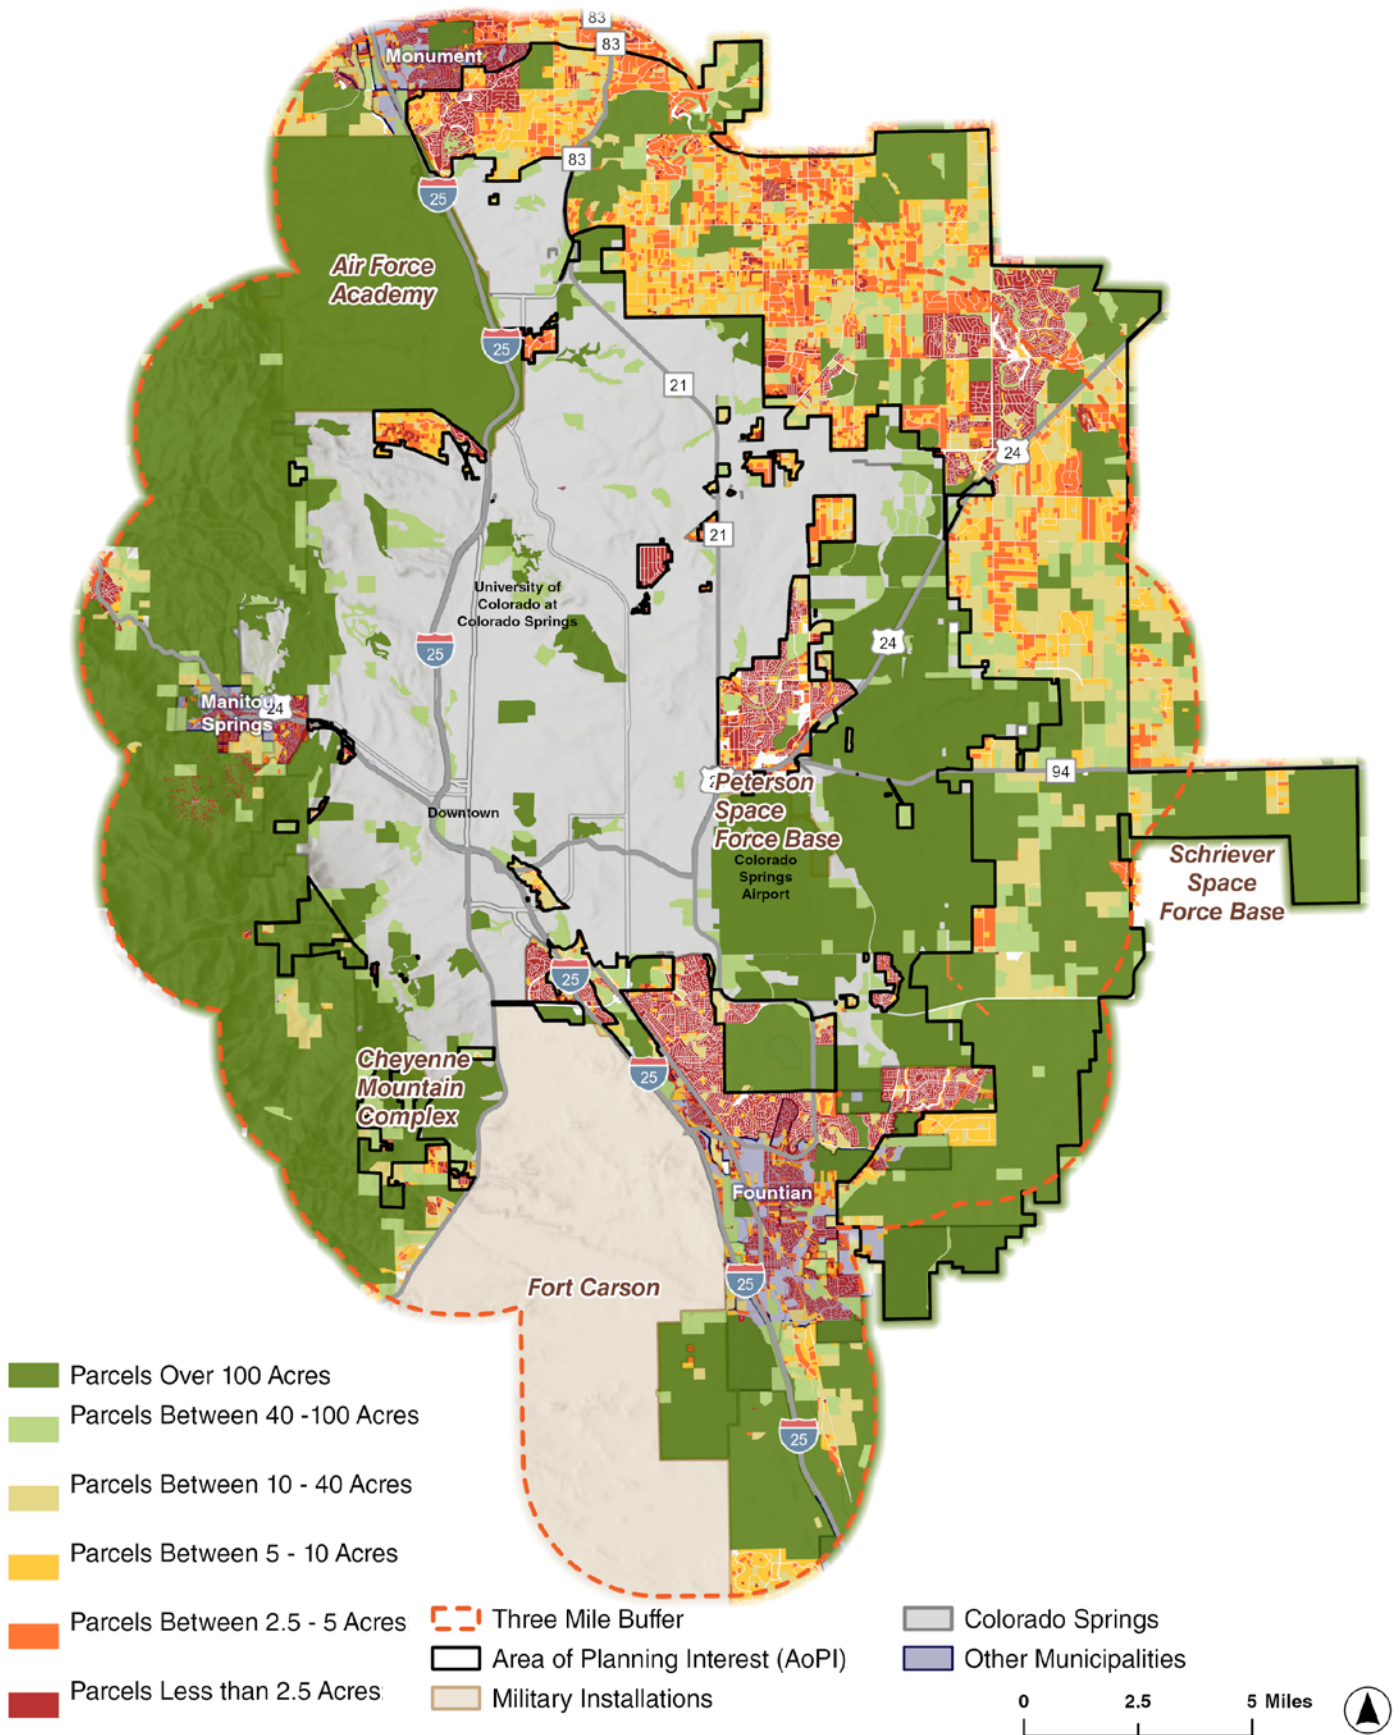 83
83
Monument
83
25
Air Force
Academy
25
21
24
21
University of
Colorado at
Colorado Springs
24
25
Manitou
Springs
24
94
Peterson
Space
Force Base
Downtown
Colorado
Springs
Airport
Schriever
Space
Force Base
25
Cheyenne
Mountain
Complex
25
Fountian
Fort Carson
25
25
Parcels Over 100 Acres
Parcels Between 40 -100 Acres
Parcels Between 10 - 40 Acres
Parcels Between 5 - 10 Acres
Parcels Between 2.5 - 5 Acres
Parcels Less than 2.5 Acres
Three Mile Buffer
Area of Planning Interest (AoPI)
Military Installations
Colorado Springs
Other Municipalities
0 2.5 5 Miles